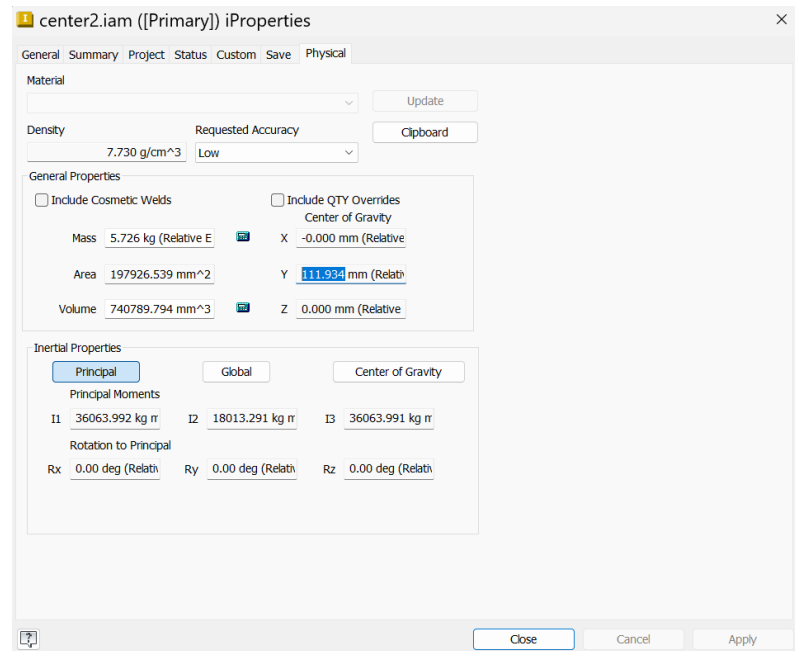 center2.iam ([Primary]) iProperties
General Summary Project Status Custom Save Physical
Material
Update
Density Requested Accuracy Clipboard
7.730 g/cm^3 Low
General Properties
Include Cosmetic Welds Include QTY Overrides
Center of Gravity
Mass 5.726 kg (Relative E X -0.000 mm (Relative
Area 197926.539 mm^2 Y 111.934 mm (Relativ
Volume 740789.794 mm^3 Z 0.000 mm (Relative
Inertial Properties
Principal Global Center of Gravity
Principal Moments
I1 36063.992 kg m I2 18013.291 kg m I3 36063.991 kg m
Rotation to Principal
Rx 0.00 deg (Relativ Ry 0.00 deg (Relativ Rz 0.00 deg (Relativ
Close Cancel Apply